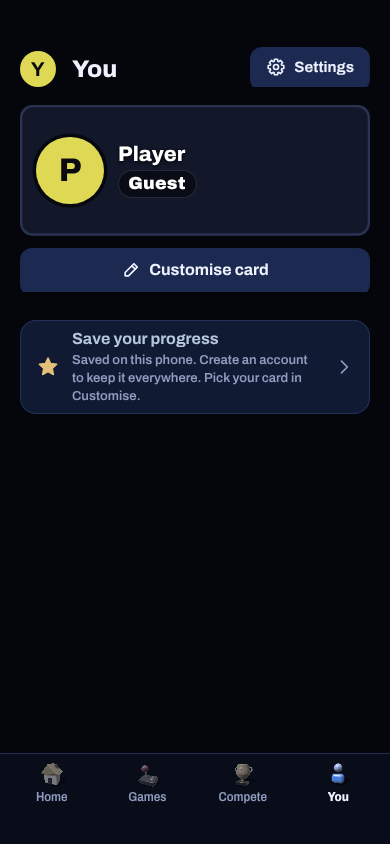 Y
You
Settings
P
Player
Guest
Customise card
Save your progress
Saved on this phone. Create an account
to keep it everywhere. Pick your card in
Customise.
Home
Games
Compete
You